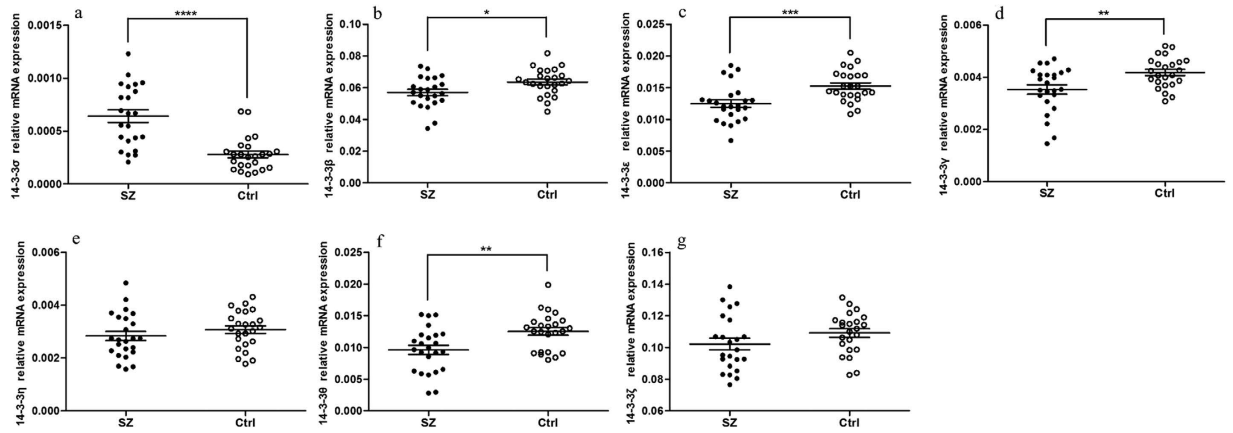 a
****
14-3-3σ relative mRNA expression
0.0015
0.0010
0.0005
0.0000
SZ Ctrl
b
*
14-3-3β relative mRNA expression
0.10
0.08
0.06
0.04
0.02
0.00
SZ Ctrl
c
***
14-3-3ε relative mRNA expression
0.025
0.020
0.015
0.010
0.005
0.000
SZ Ctrl
d
**
14-3-3γ relative mRNA expression
0.006
0.004
0.002
0.000
SZ Ctrl
e
14-3-3η relative mRNA expression
0.006
0.004
0.002
0.000
SZ Ctrl
f
**
14-3-3θ relative mRNA expression
0.025
0.020
0.015
0.010
0.005
0.000
SZ Ctrl
g
14-3-3ζ relative mRNA expression
0.16
0.14
0.12
0.10
0.08
0.06
SZ Ctrl